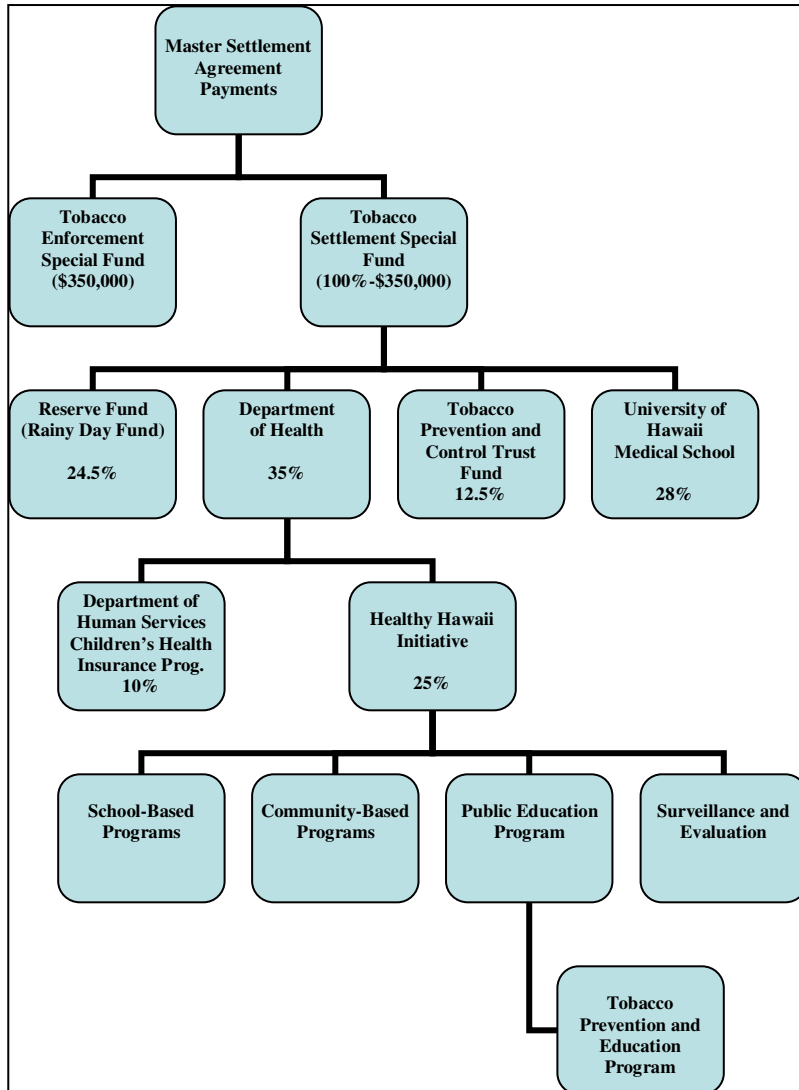 Master Settlement
Agreement
Payments
Tobacco
Enforcement
Special Fund
($350,000)
Tobacco
Settlement Special
Fund
(100%-$350,000)
Reserve Fund
(Rainy Day Fund)
24.5%
Department
of Health
35%
Tobacco
Prevention and
Control Trust
Fund
12.5%
University of
Hawaii
Medical School
28%
Department of
Human Services
Children’s Health
Insurance Prog.
10%
Healthy Hawaii
Initiative
25%
School-Based
Programs
Community-Based
Programs
Public Education
Program
Surveillance and
Evaluation
Tobacco
Prevention and
Education
Program